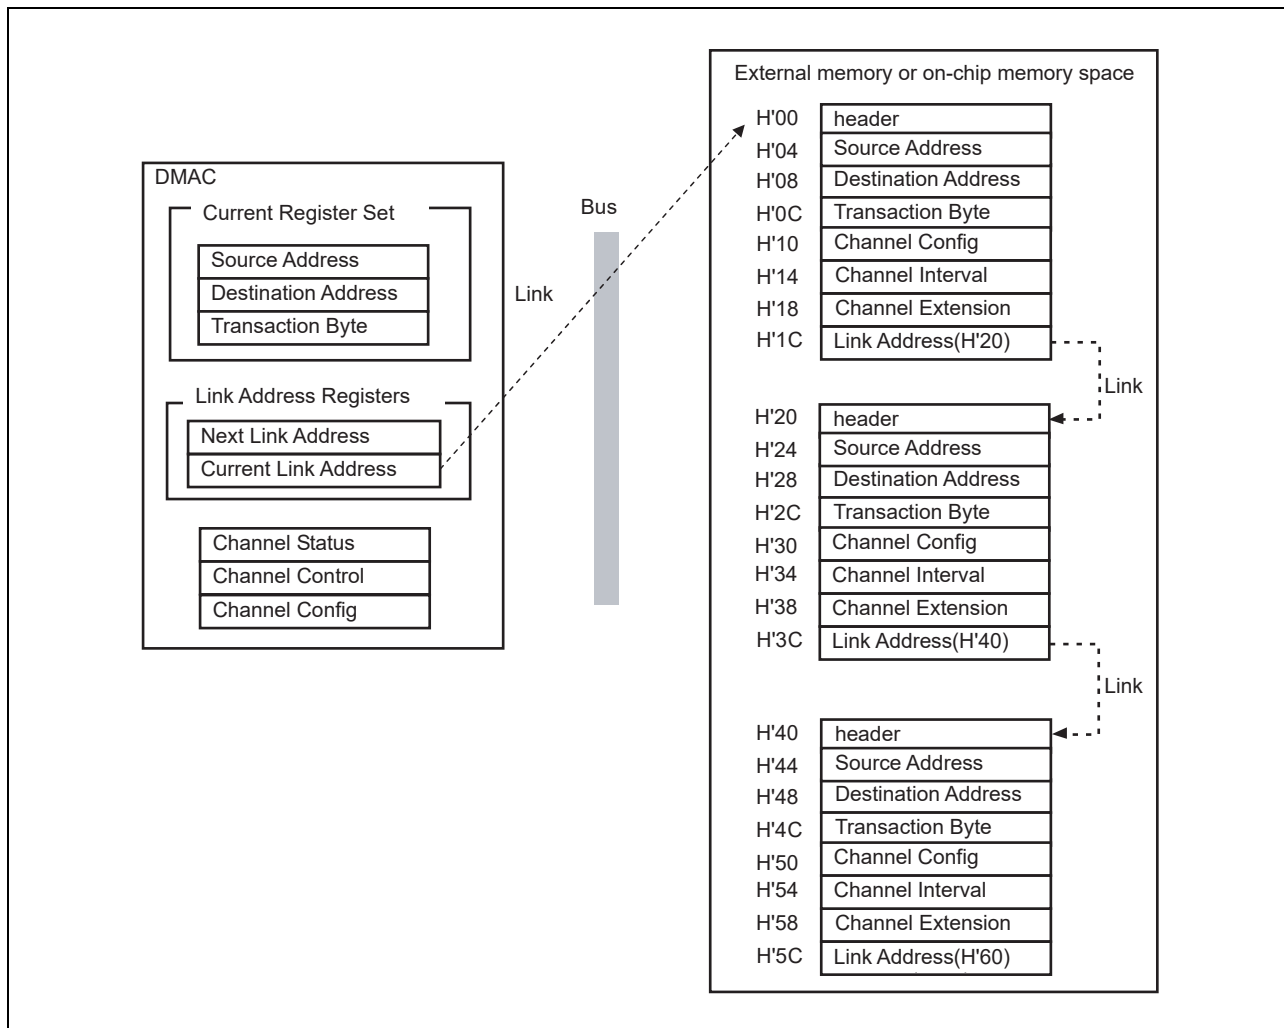 DMAC
Current Register Set
Source Address
Destination Address
Transaction Byte
Link Address Registers
Next Link Address
Current Link Address
Channel Status
Channel Control
Channel Config
Link
Bus
External memory or on-chip memory space
H'00 header
H'04 Source Address
H'08 Destination Address
H'0C Transaction Byte
H'10 Channel Config
H'14 Channel Interval
H'18 Channel Extension
H'1C Link Address(H'20)
Link
H'20 header
H'24 Source Address
H'28 Destination Address
H'2C Transaction Byte
H'30 Channel Config
H'34 Channel Interval
H'38 Channel Extension
H'3C Link Address(H'40)
Link
H'40 header
H'44 Source Address
H'48 Destination Address
H'4C Transaction Byte
H'50 Channel Config
H'54 Channel Interval
H'58 Channel Extension
H'5C Link Address(H'60)